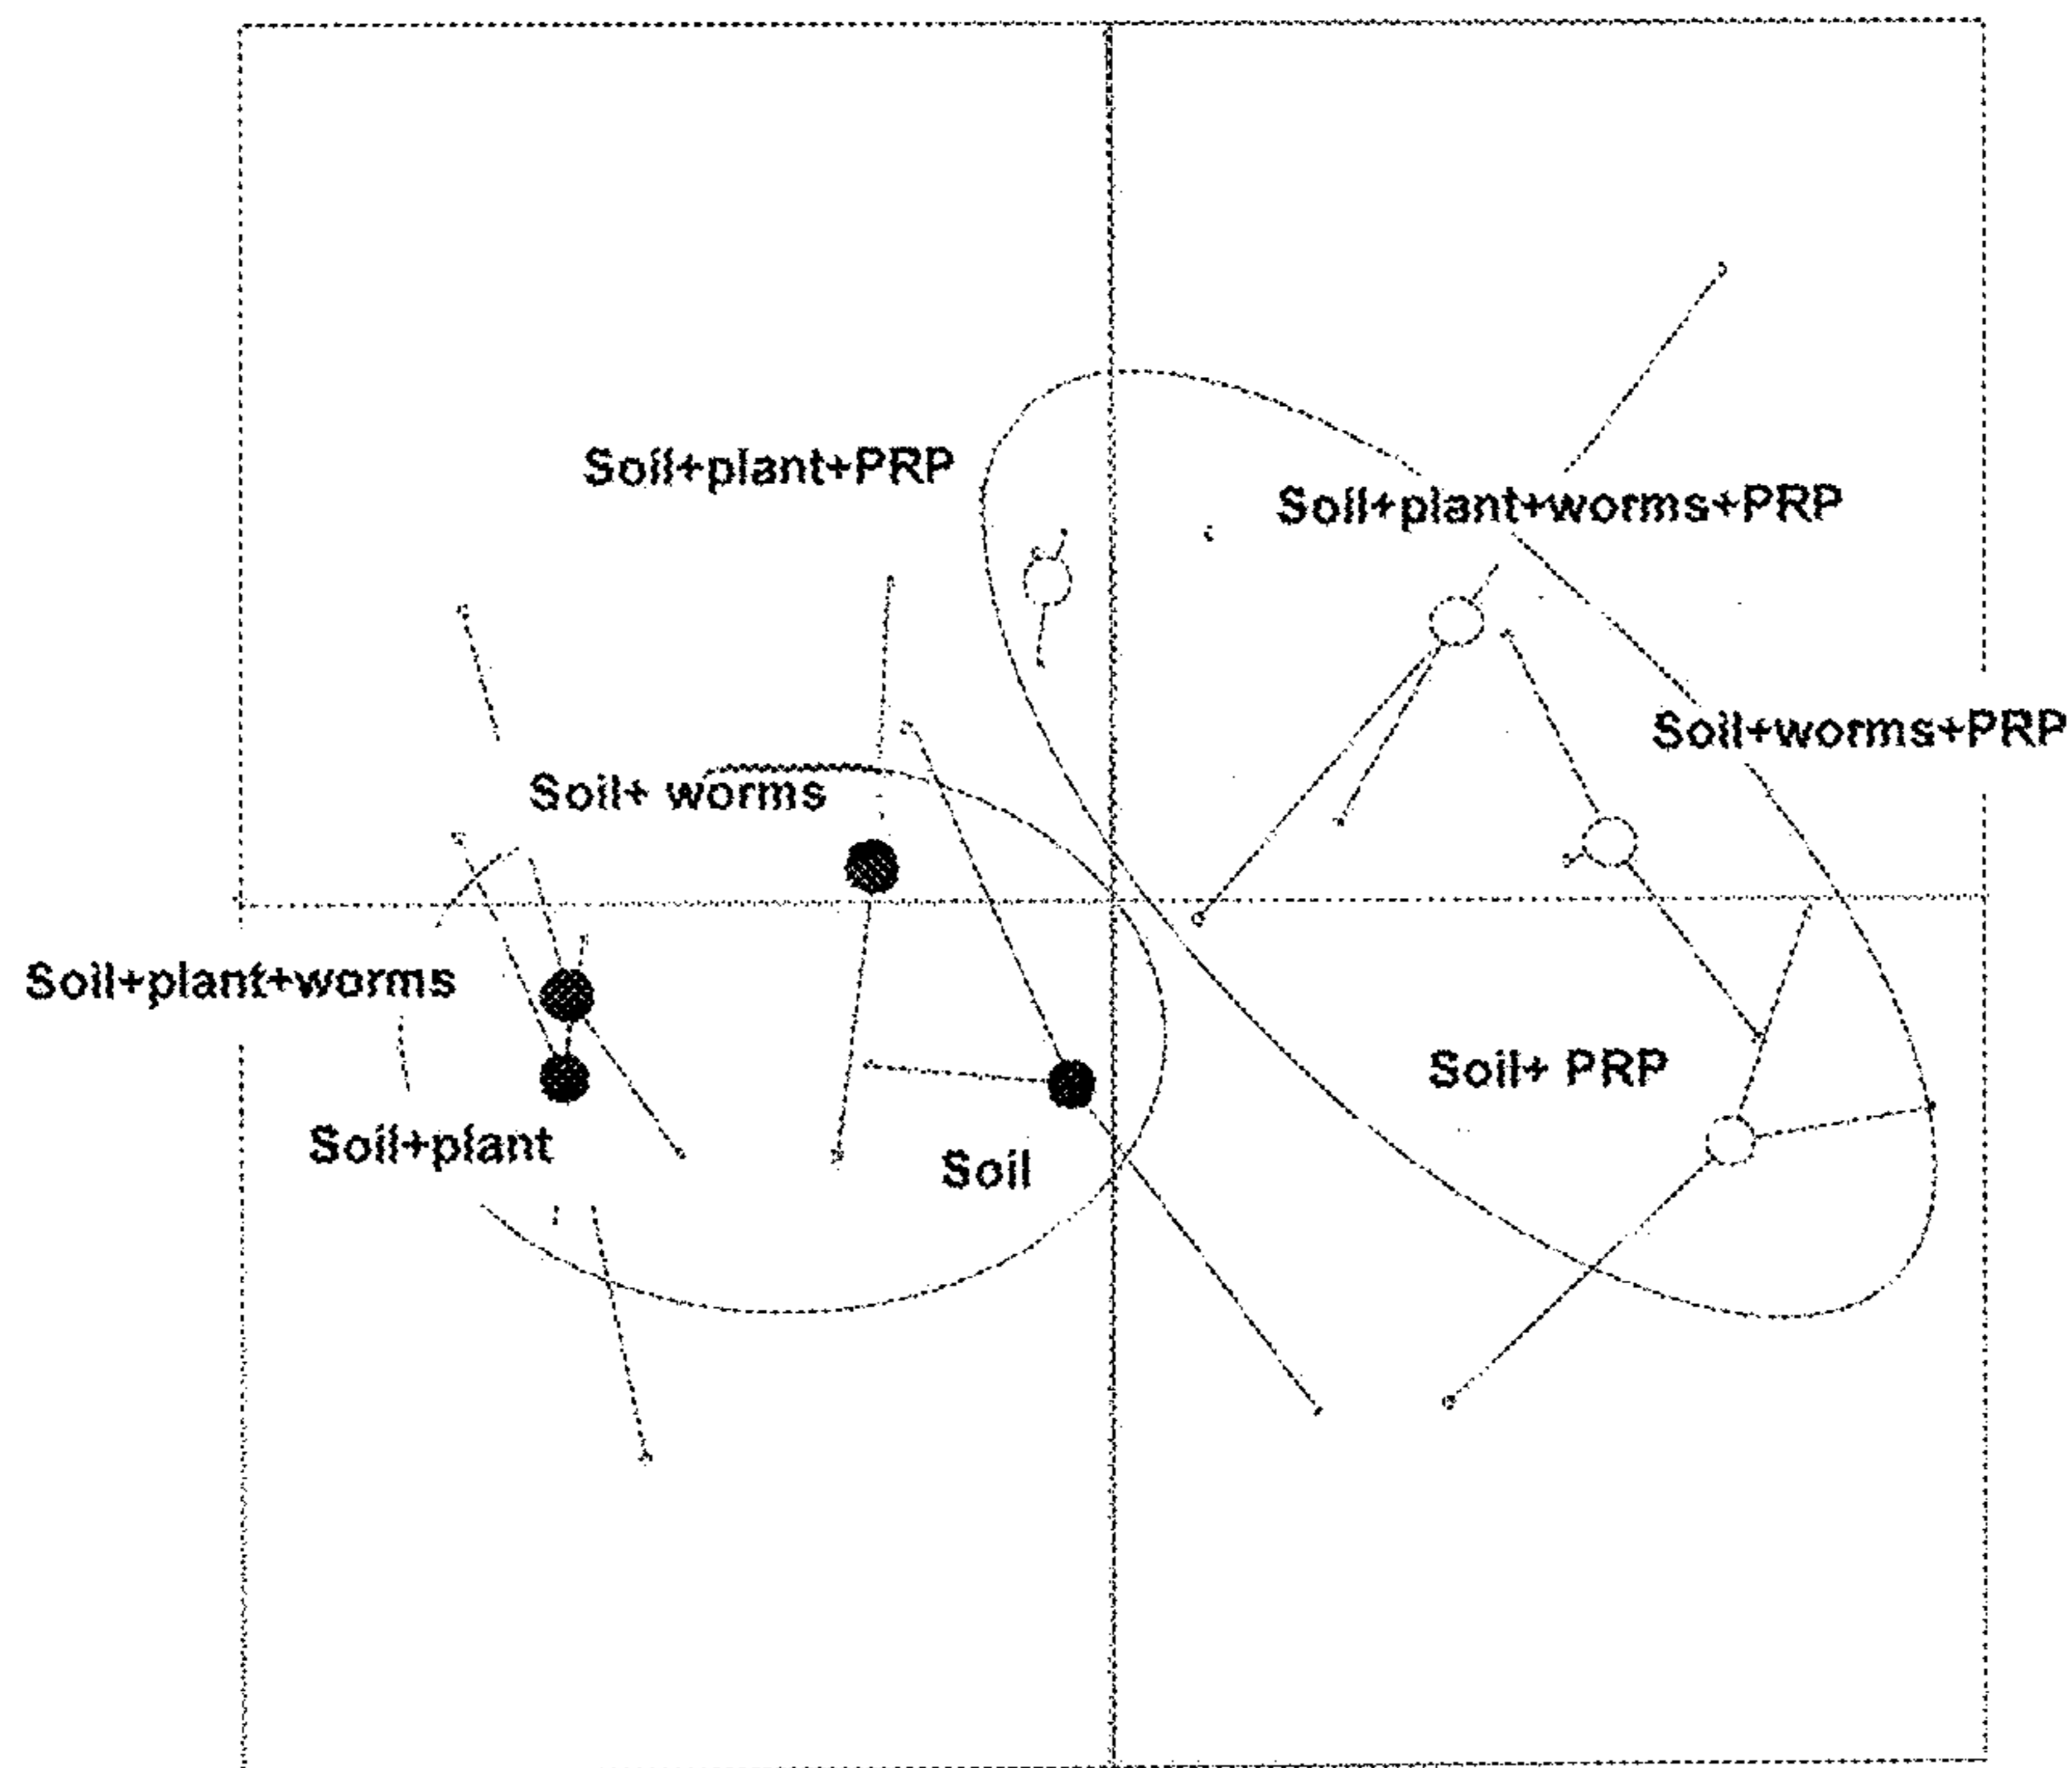 Soil+plant+PRP
Soil+plant+worms+PRP
Soil+worms+PRP
Soil+ worms
Soil+plant+worms
Soil+ PRP
Soil+plant
Soil